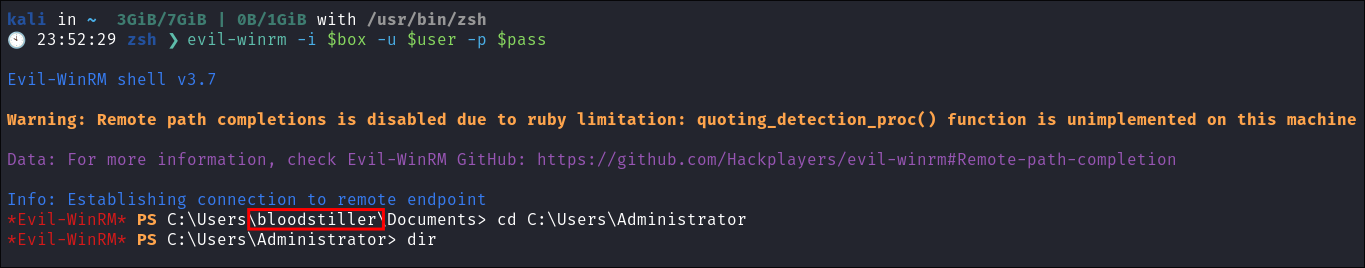 kali in ~  3GiB/7GiB | 0B/1GiB with /usr/bin/zsh
🕙 23:52:29 zsh ❯ evil-winrm -i $box -u $user -p $pass
Evil-WinRM shell v3.7
Warning: Remote path completions is disabled due to ruby limitation: quoting_detection_proc() function is unimplemented on this machine
Data: For more information, check Evil-WinRM GitHub: https://github.com/Hackplayers/evil-winrm#Remote-path-completion
Info: Establishing connection to remote endpoint
*Evil-WinRM* PS C:\Users\bloodstiller\Documents> cd C:\Users\Administrator
*Evil-WinRM* PS C:\Users\Administrator> dir